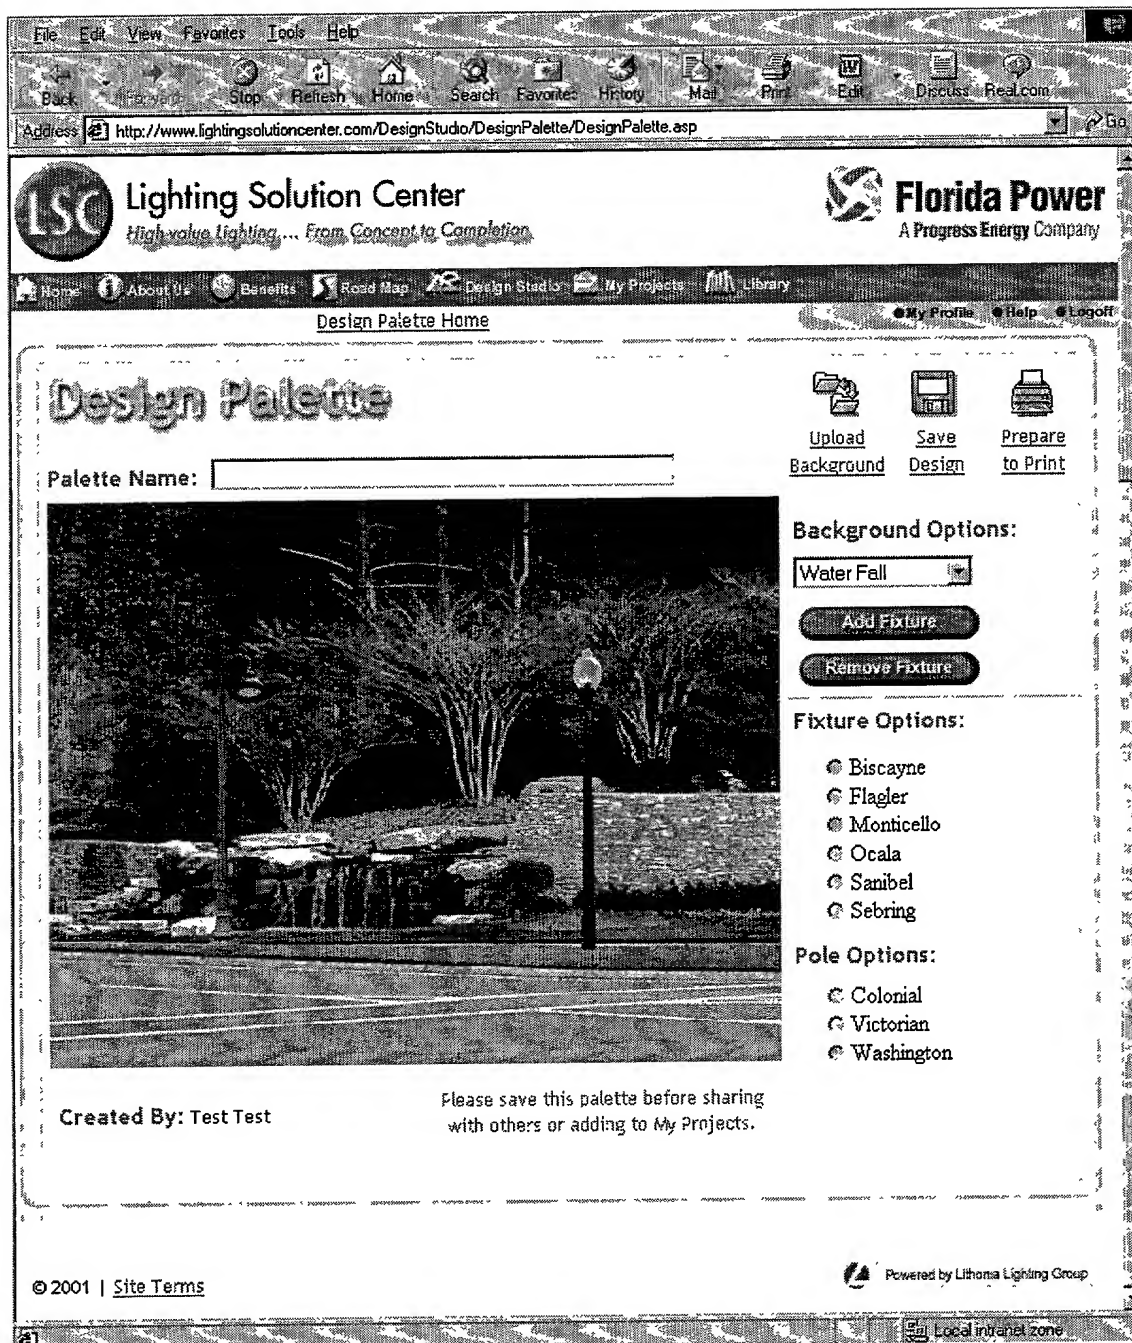 File Edit View Favorites Tools Help
Back Forward Stop Refresh Home Search Favorites History Mail Print Edit Discuss Real.com
Address http://www.lightingsolutioncenter.com/DesignStudio/DesignPalette/DesignPalette.asp Go
LSC Lighting Solution Center
High-value Lighting... From Concept to Completion
Florida Power
A Progress Energy Company
Home About Us Benefits Road Map Design Studio My Projects Library
Design Palette Home
My Profile Help Logoff
Design Palette
Upload Background
Save Design
Prepare to Print
Palette Name:
Background Options:
Water Fall
Add Fixture
Remove Fixture
Fixture Options:
Biscayne
Flagler
Monticello
Ocala
Sanibel
Sebring
Pole Options:
Colonial
Victorian
Washington
Created By: Test Test
Please save this palette before sharing
with others or adding to My Projects.
© 2001 | Site Terms
Powered by Lithonia Lighting Group
Local intranet zone